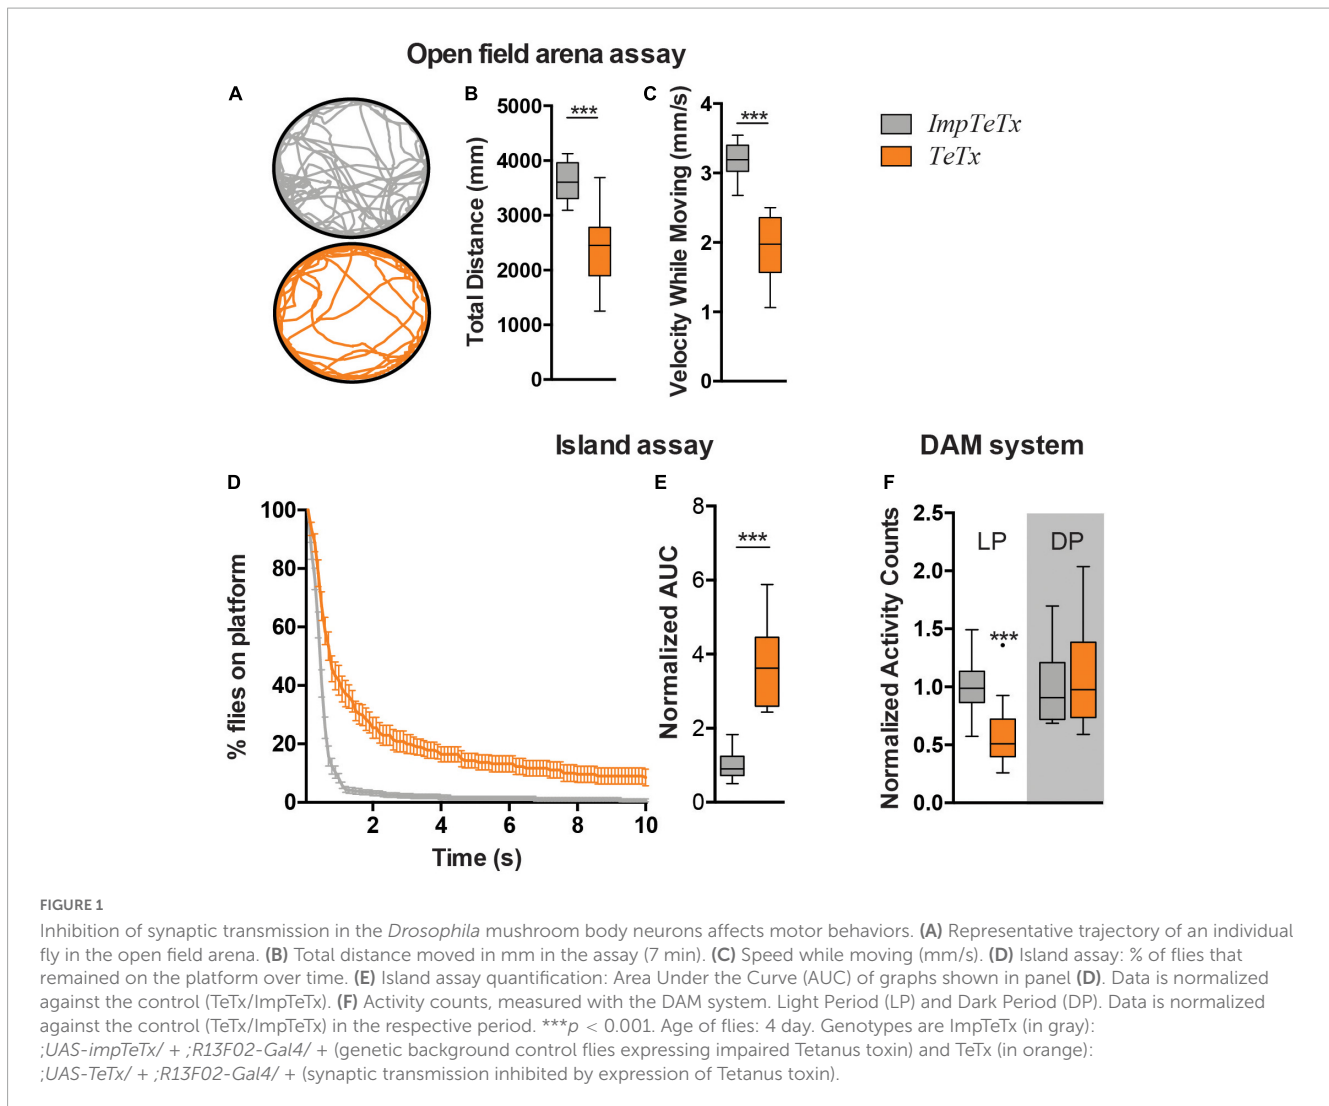 Open field arena assay
A
B
C
Total Distance (mm)
5000
4000
3000
2000
1000
0
***
Velocity While Moving (mm/s)
4
3
2
1
0
***
ImpTeTx
TeTx
Island assay
DAM system
D
E
F
% flies on platform
100
80
60
40
20
0
2 4 6 8 10
Time (s)
Normalized AUC
8
6
4
2
0
***
Normalized Activity Counts
2.5
2.0
1.5
1.0
0.5
0.0
LP DP
***
FIGURE 1
Inhibition of synaptic transmission in the Drosophila mushroom body neurons affects motor behaviors. (A) Representative trajectory of an individual
fly in the open field arena. (B) Total distance moved in mm in the assay (7 min). (C) Speed while moving (mm/s). (D) Island assay: % of flies that
remained on the platform over time. (E) Island assay quantification: Area Under the Curve (AUC) of graphs shown in panel (D). Data is normalized
against the control (TeTx/ImpTeTx). (F) Activity counts, measured with the DAM system. Light Period (LP) and Dark Period (DP). Data is normalized
against the control (TeTx/ImpTeTx) in the respective period. ***p < 0.001. Age of flies: 4 day. Genotypes are ImpTeTx (in gray):
;UAS-impTeTx/ + ;R13F02-Gal4/ + (genetic background control flies expressing impaired Tetanus toxin) and TeTx (in orange):
;UAS-TeTx/ + ;R13F02-Gal4/ + (synaptic transmission inhibited by expression of Tetanus toxin).